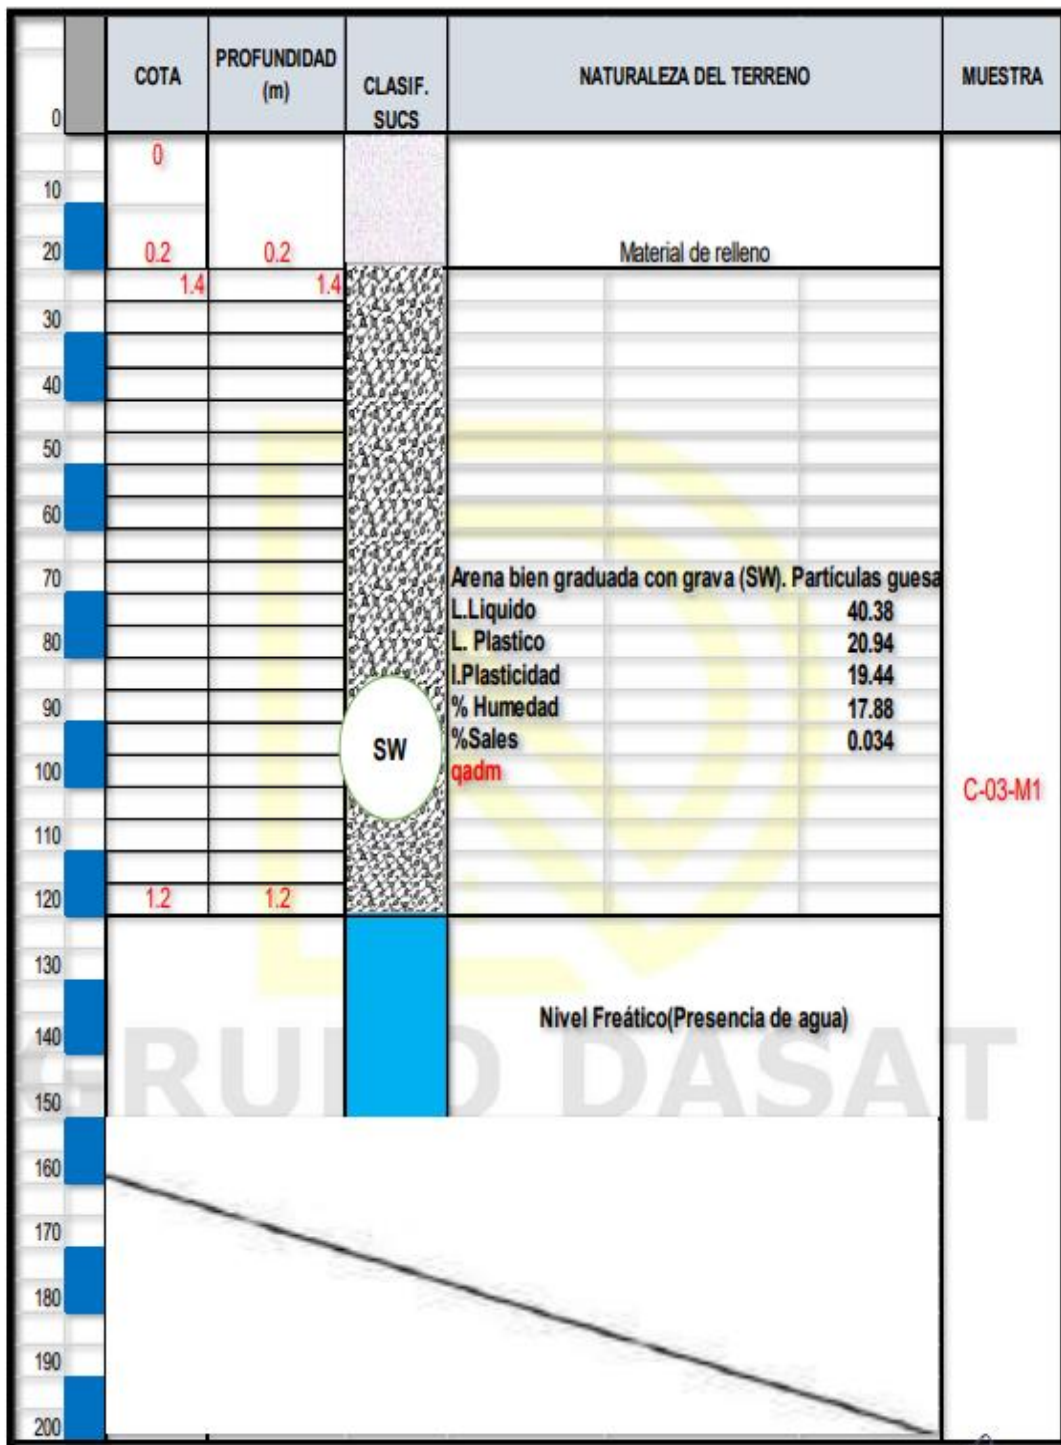 COTA
PROFUNDIDAD
(m)
CLASIF.
SUCS
NATURALEZA DEL TERRENO
MUESTRA
0
0
10
20
0.2
0.2
Material de relleno
1.4
1.4
30
40
50
60
70
Arena bien graduada con grava (SW). Partículas guesa
L.Liquido 40.38
80
L. Plastico 20.94
I.Plasticidad 19.44
90
% Humedad 17.88
%Sales 0.034
SW
100
qadm
C-03-M1
110
120
1.2
1.2
130
140
Nivel Freático(Presencia de agua)
GRUPO DASAT
150
160
170
180
190
200